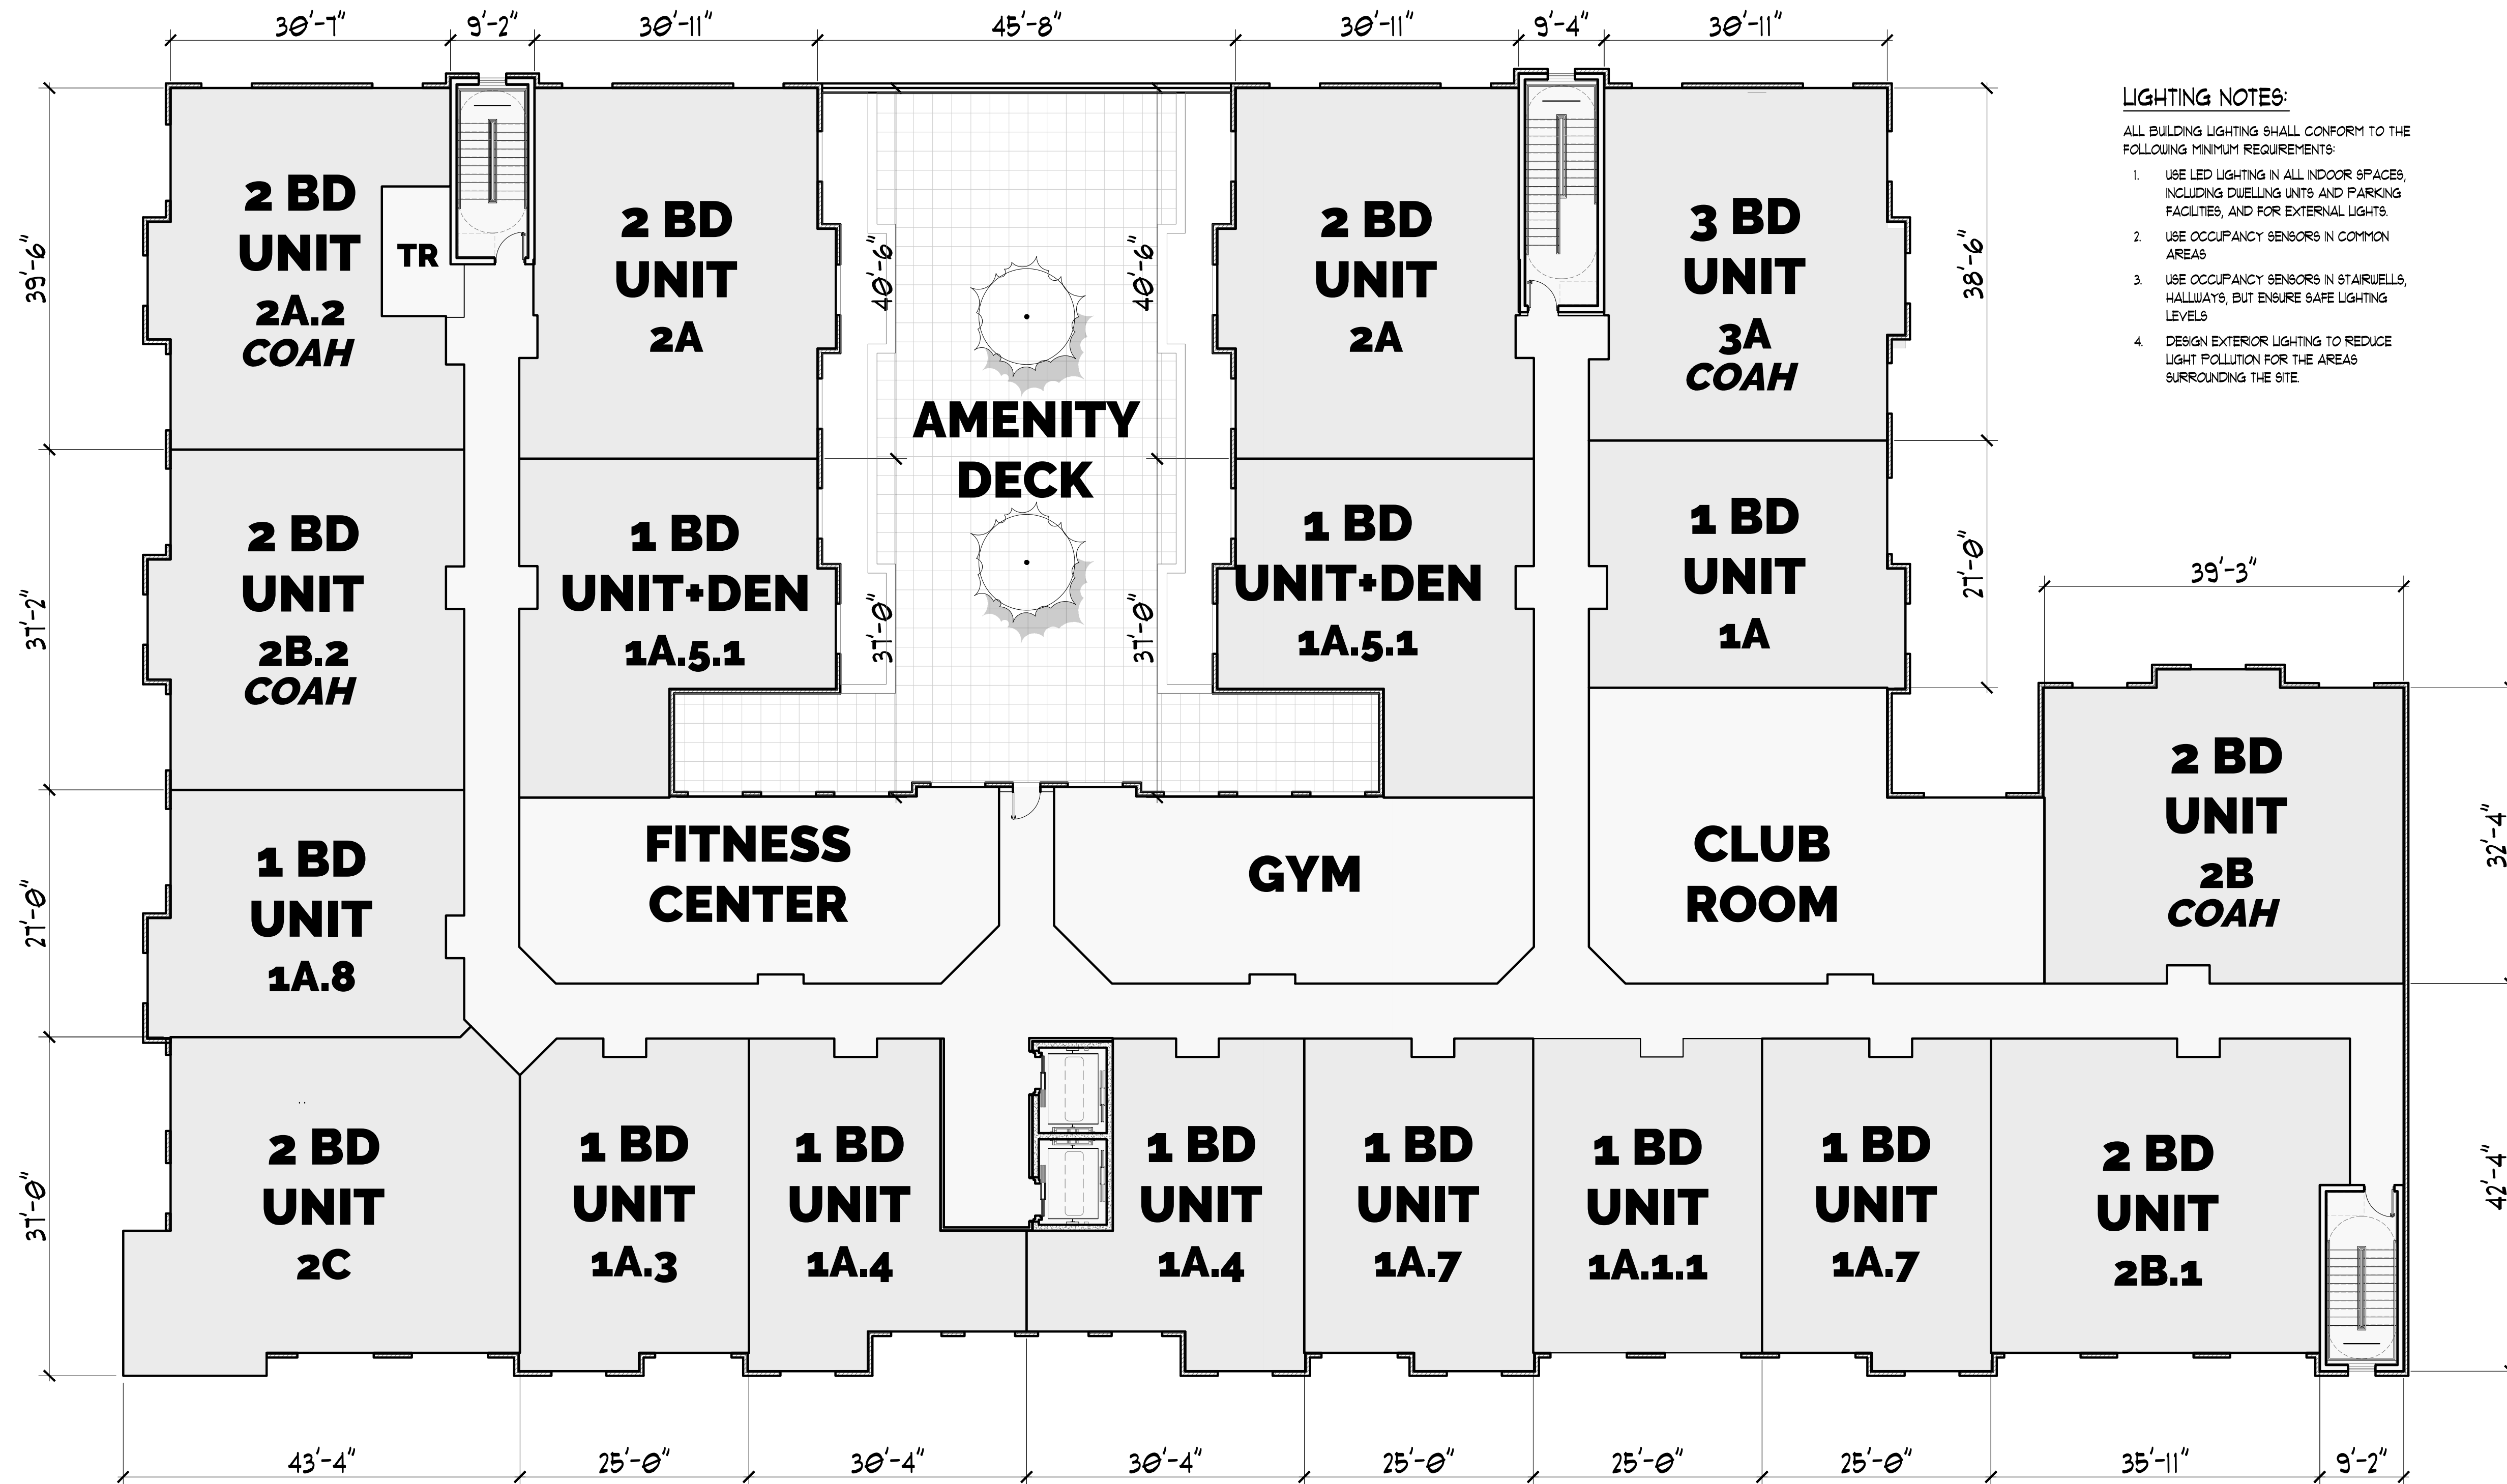 30'-7"
9'-2"
30'-11"
45'-8"
30'-11"
9'-4"
30'-11"
LIGHTING NOTES:
ALL BUILDING LIGHTING SHALL CONFORM TO THE
FOLLOWING MINIMUM REQUIREMENTS:
1. USE LED LIGHTING IN ALL INDOOR SPACES,
INCLUDING DWELLING UNITS AND PARKING
FACILITIES, AND FOR EXTERNAL LIGHTS.
2. USE OCCUPANCY SENSORS IN COMMON
AREAS
3. USE OCCUPANCY SENSORS IN STAIRWELLS,
HALLWAYS, BUT ENSURE SAFE LIGHTING
LEVELS
4. DESIGN EXTERIOR LIGHTING TO REDUCE
LIGHT POLLUTION FOR THE AREAS
SURROUNDING THE SITE.
39'-6"
2 BD
UNIT
2A.2
COAH
TR
2 BD
UNIT
2A
40'-6"
40'-6"
AMENITY
DECK
2 BD
UNIT
2A
3 BD
UNIT
3A
COAH
38'-6"
37'-2"
2 BD
UNIT
2B.2
COAH
1 BD
UNIT+DEN
1A.5.1
37'-0"
37'-0"
1 BD
UNIT+DEN
1A.5.1
1 BD
UNIT
1A
27'-0"
39'-3"
27'-0"
1 BD
UNIT
1A.8
FITNESS
CENTER
GYM
CLUB
ROOM
2 BD
UNIT
2B
COAH
32'-4"
37'-0"
2 BD
UNIT
2C
1 BD
UNIT
1A.3
1 BD
UNIT
1A.4
1 BD
UNIT
1A.4
1 BD
UNIT
1A.7
1 BD
UNIT
1A.1.1
1 BD
UNIT
1A.7
2 BD
UNIT
2B.1
42'-4"
43'-4"
25'-0"
30'-4"
30'-4"
25'-0"
25'-0"
25'-0"
35'-11"
9'-2"